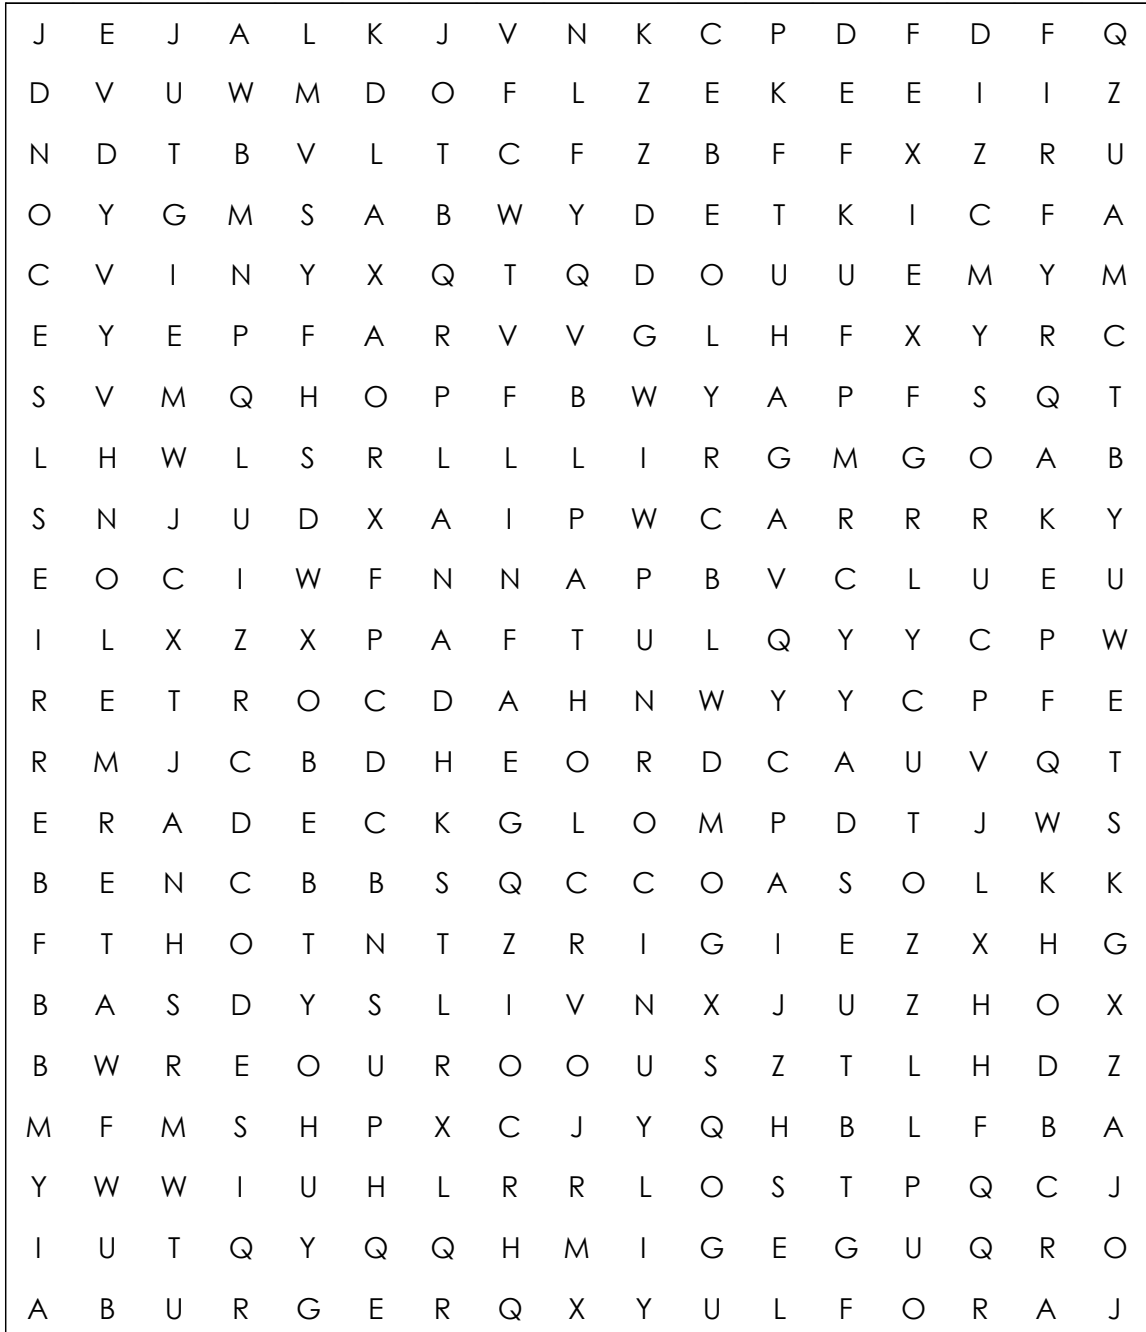 J E J A L K J V N K C P D F D F Q
D V U W M D O F L Z E K E E I I Z
N D T B V L T C F Z B F F X Z R U
O Y G M S A B W Y D E T K I C F A
C V I N Y X Q T Q D O U U E M Y M
E Y E P F A R V V G L H F X Y R C
S V M Q H O P F B W Y A P F S Q T
L H W L S R L L L I R G M G O A B
S N J U D X A I P W C A R R R K Y
E O C I W F N N A P B V C L U E U
I L X Z X P A F T U L Q Y Y C P W
R E T R O C D A H N W Y Y C P F E
R M J C B D H E O R D C A U V Q T
E R A D E C K G L O M P D T J W S
B E N C B B S Q C C O A S O L K K
F T H O T N T Z R I G I E Z X H G
B A S D Y S L I V N X J U Z H O X
B W R E O U R O O U S Z T L H D Z
M F M S H P X C J Y Q H B L F B A
Y W W I U H L R R L O S T P Q C J
I U T Q Y Q Q H M I G E G U Q R O
A B U R G E R Q X Y U L F O R A J